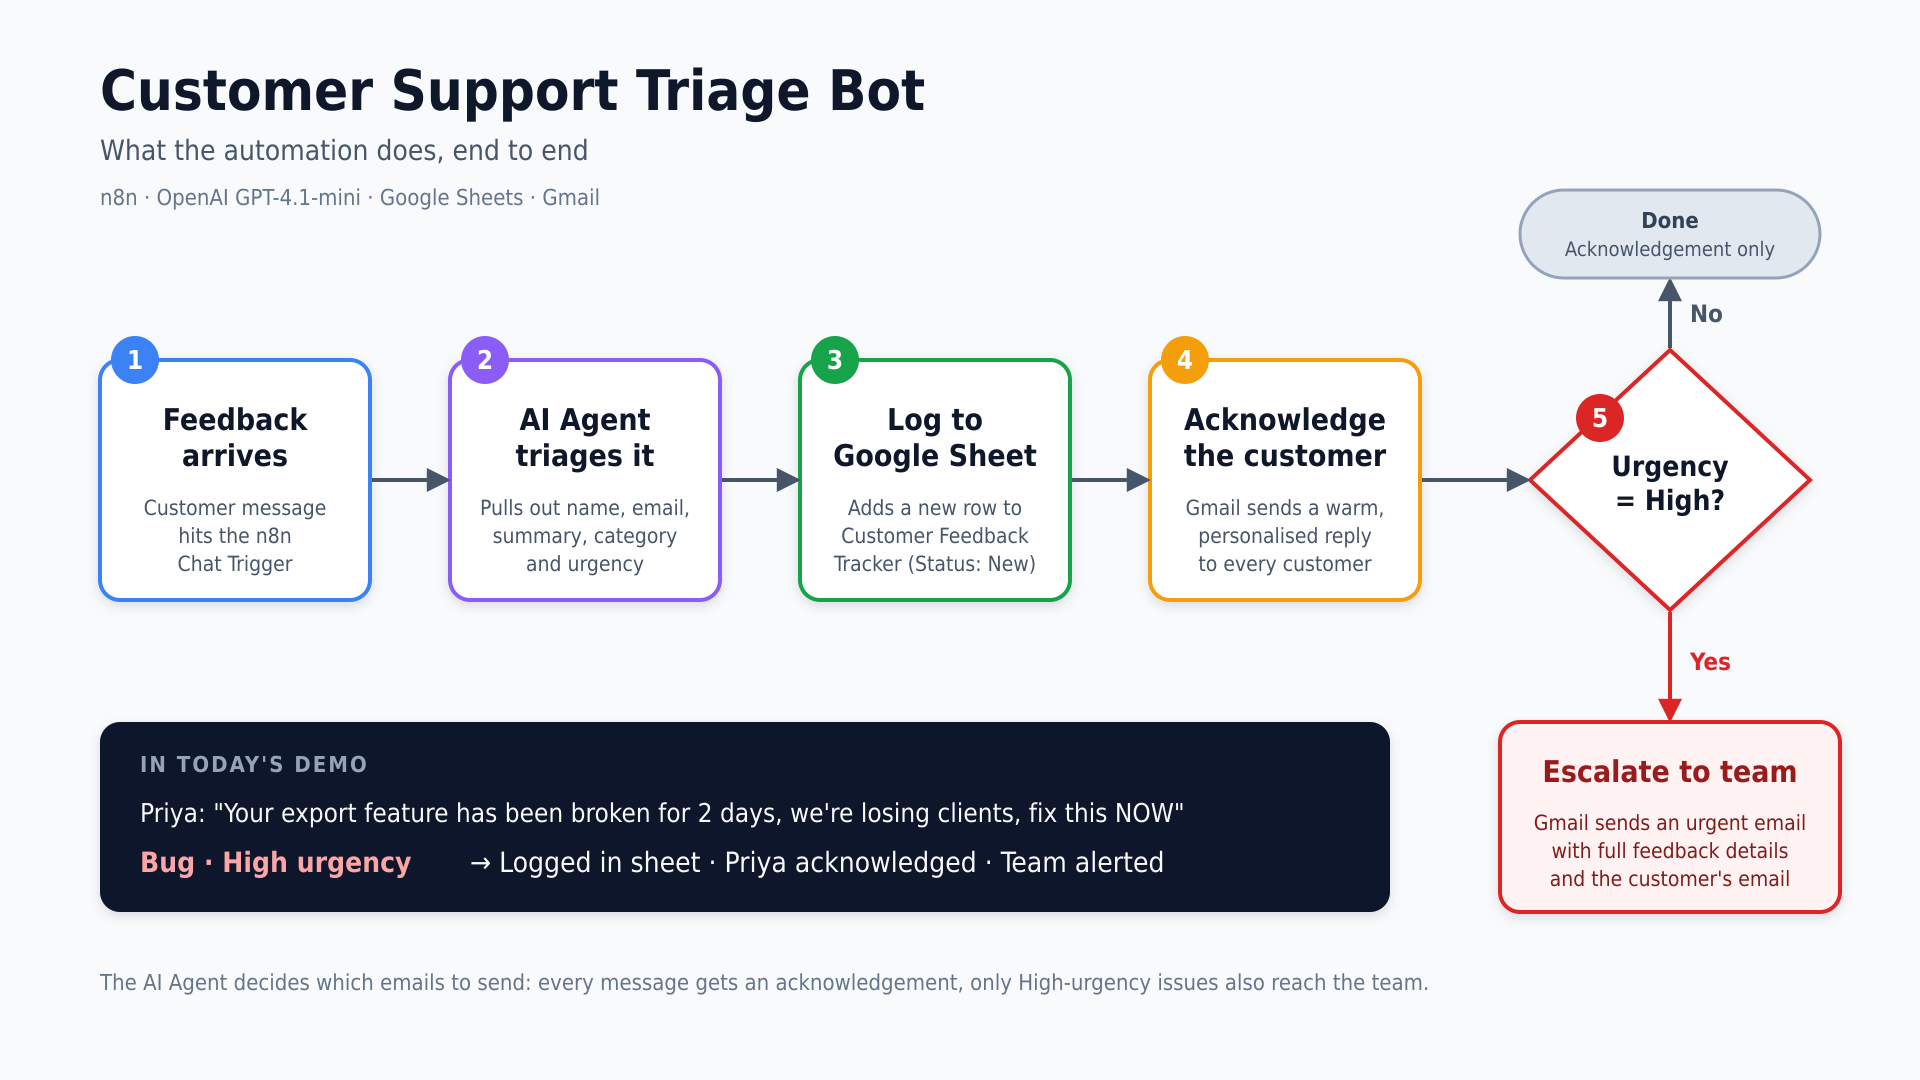 Customer Support Triage Bot
What the automation does, end to end
n8n · OpenAI GPT-4.1-mini · Google Sheets · Gmail
Done
Acknowledgement only
No
1
Feedback
arrives
Customer message
hits the n8n
Chat Trigger
2
AI Agent
triages it
Pulls out name, email,
summary, category
and urgency
3
Log to
Google Sheet
Adds a new row to
Customer Feedback
Tracker (Status: New)
4
Acknowledge
the customer
Gmail sends a warm,
personalised reply
to every customer
5
Urgency
= High?
Yes
Escalate to team
Gmail sends an urgent email
with full feedback details
and the customer's email
IN TODAY'S DEMO
Priya: "Your export feature has been broken for 2 days, we're losing clients, fix this NOW"
Bug · High urgency → Logged in sheet · Priya acknowledged · Team alerted
The AI Agent decides which emails to send: every message gets an acknowledgement, only High-urgency issues also reach the team.